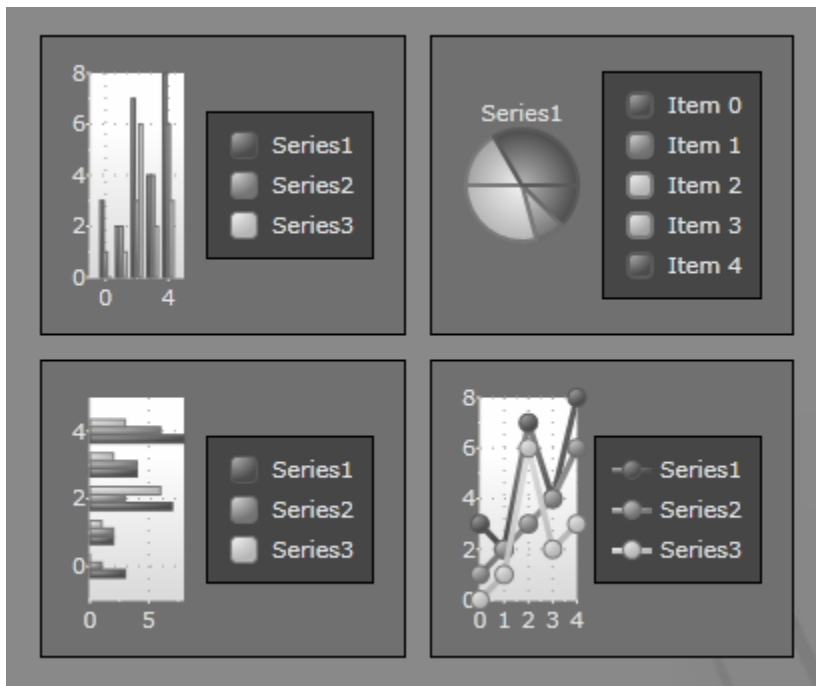 8
6
4
2
0
0 4
Series1
Series2
Series3
Series1
Item 0
Item 1
Item 2
Item 3
Item 4
4
2
0
0 5
Series1
Series2
Series3
8
6
4
2
0
0 1 2 3 4
Series1
Series2
Series3